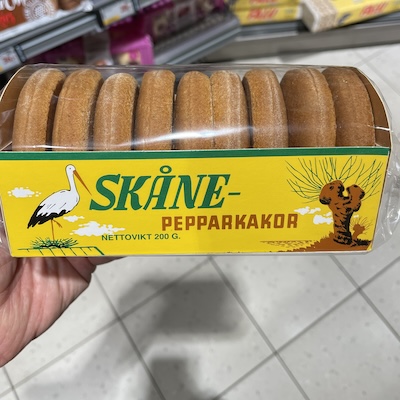 SKÅNE-
PEPPARKAKOR
NETTOVIKT 200 G.